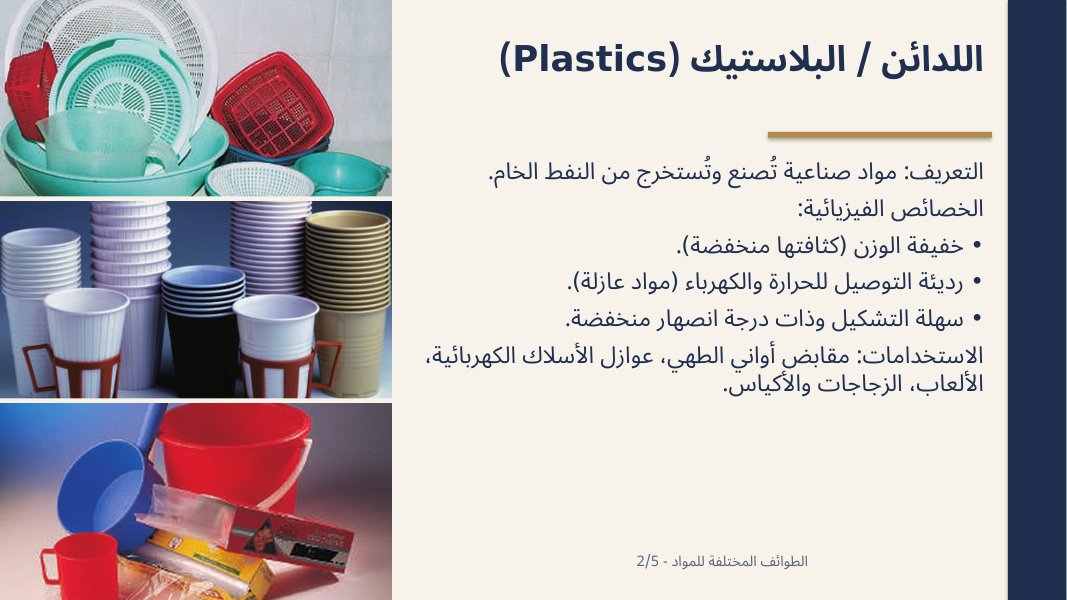 اللدائن / البلاستيك (Plastics)
التعريف: مواد صناعية تُصنع وتُستخرج من النفط الخام.
الخصائص الفيزيائية:
• خفيفة الوزن (كثافتها منخفضة).
• رديئة التوصيل للحرارة والكهرباء (مواد عازلة).
• سهلة التشكيل وذات درجة انصهار منخفضة.
الاستخدامات: مقابض أواني الطهي، عوازل الأسلاك الكهربائية،
الألعاب، الزجاجات والأكياس.
الطوائف المختلفة للمواد - 2/5